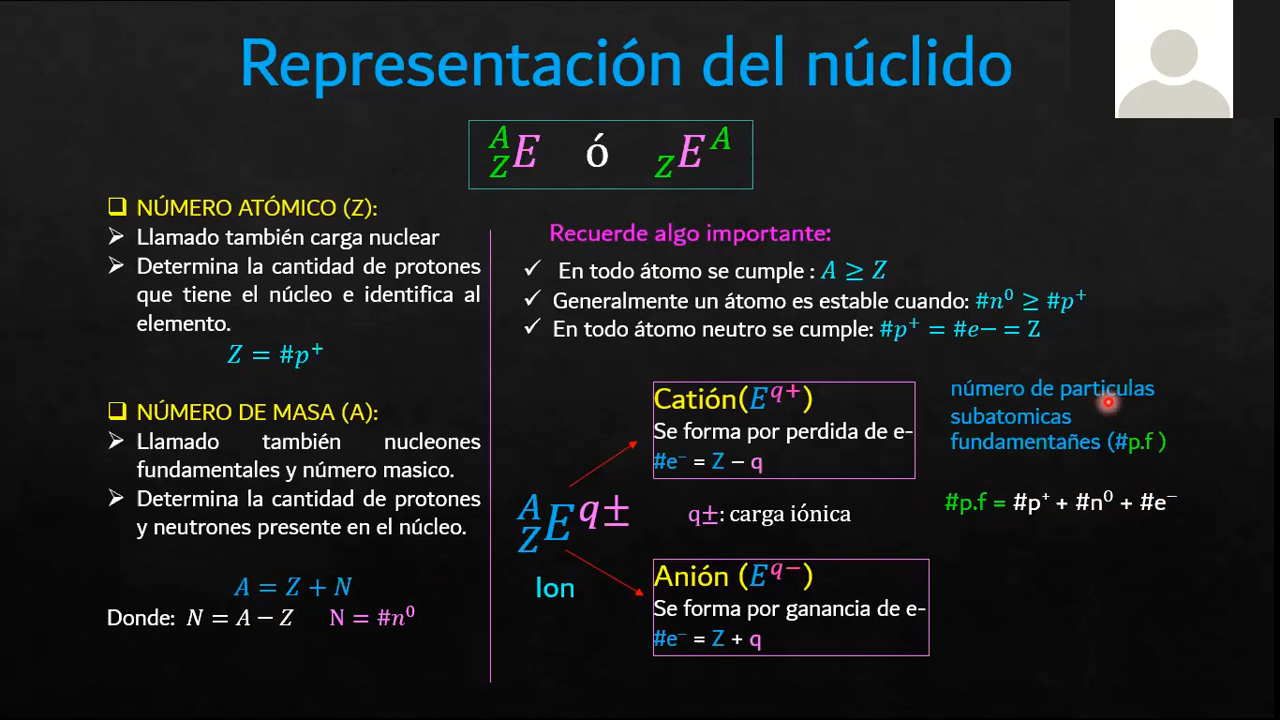 Representación del núclido
A
Z E ó Z E A
NÚMERO ATÓMICO (Z):
Llamado también carga nuclear
Determina la cantidad de protones
que tiene el núcleo e identifica al
elemento.
Z = #p⁺
NÚMERO DE MASA (A):
Llamado también nucleones
fundamentales y número masico.
Determina la cantidad de protones
y neutrones presente en el núcleo.
A = Z + N
Donde: N = A − Z N = #n⁰
Recuerde algo importante:
En todo átomo se cumple : A ≥ Z
Generalmente un átomo es estable cuando: #n⁰ ≥ #p⁺
En todo átomo neutro se cumple: #p⁺ = #e− = Z
Catión(E^q+)
Se forma por perdida de e-
#e⁻ = Z − q
A
Z E q±
Ion
q±: carga iónica
Anión (E^q−)
Se forma por ganancia de e-
#e⁻ = Z + q
número de particulas
subatomicas
fundamentañes (#p.f )
#p.f = #p⁺ + #n⁰ + #e⁻